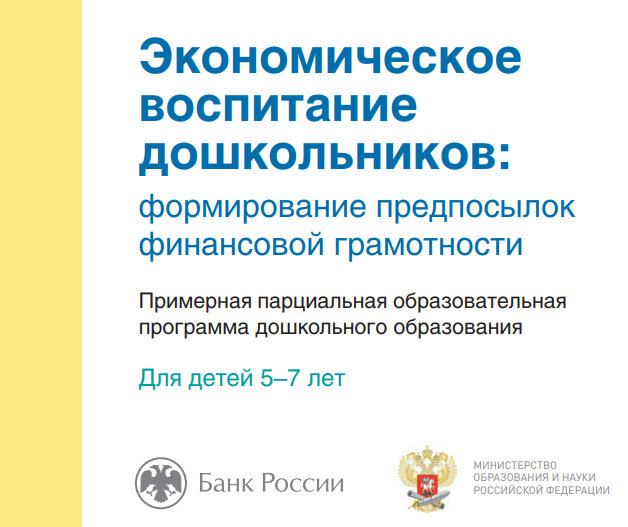 Экономическое
воспитание
дошкольников:
формирование предпосылок
финансовой грамотности
Примерная парциальная образовательная
программа дошкольного образования
Для детей 5–7 лет
Банк России
МИНИСТЕРСТВО
ОБРАЗОВАНИЯ И НАУКИ
РОССИЙСКОЙ ФЕДЕРАЦИИ